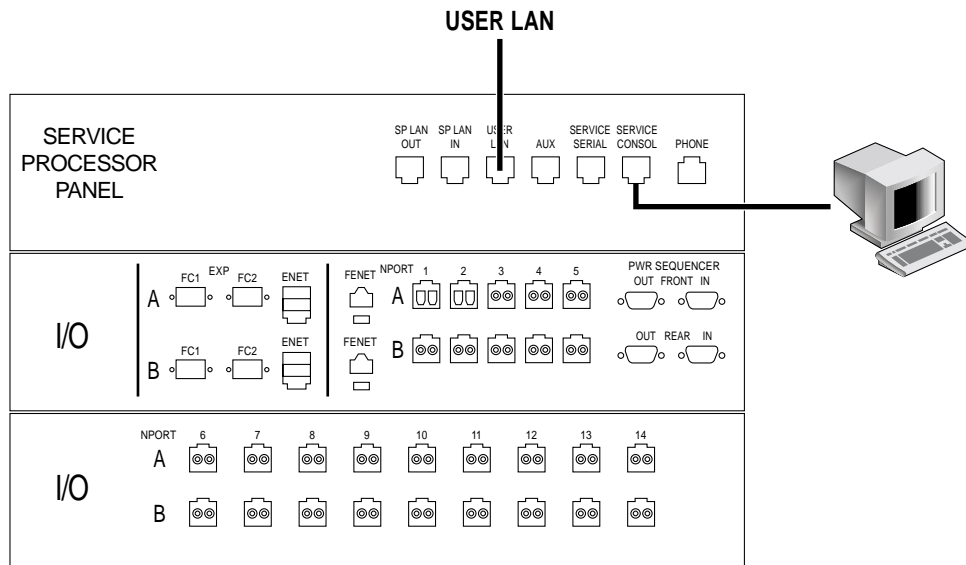 USER LAN
SERVICE
PROCESSOR
PANEL
SP LAN
OUT
SP LAN
IN
USER
LAN
AUX
SERVICE
SERIAL
SERVICE
CONSOL
PHONE
I/O
EXP
A
FC1
FC2
ENET
B
FC1
FC2
ENET
FENET
NPORT
1
2
3
4
5
A
FENET
B
PWR SEQUENCER
OUT FRONT IN
OUT REAR IN
I/O
NPORT
6
7
8
9
10
11
12
13
14
A
B